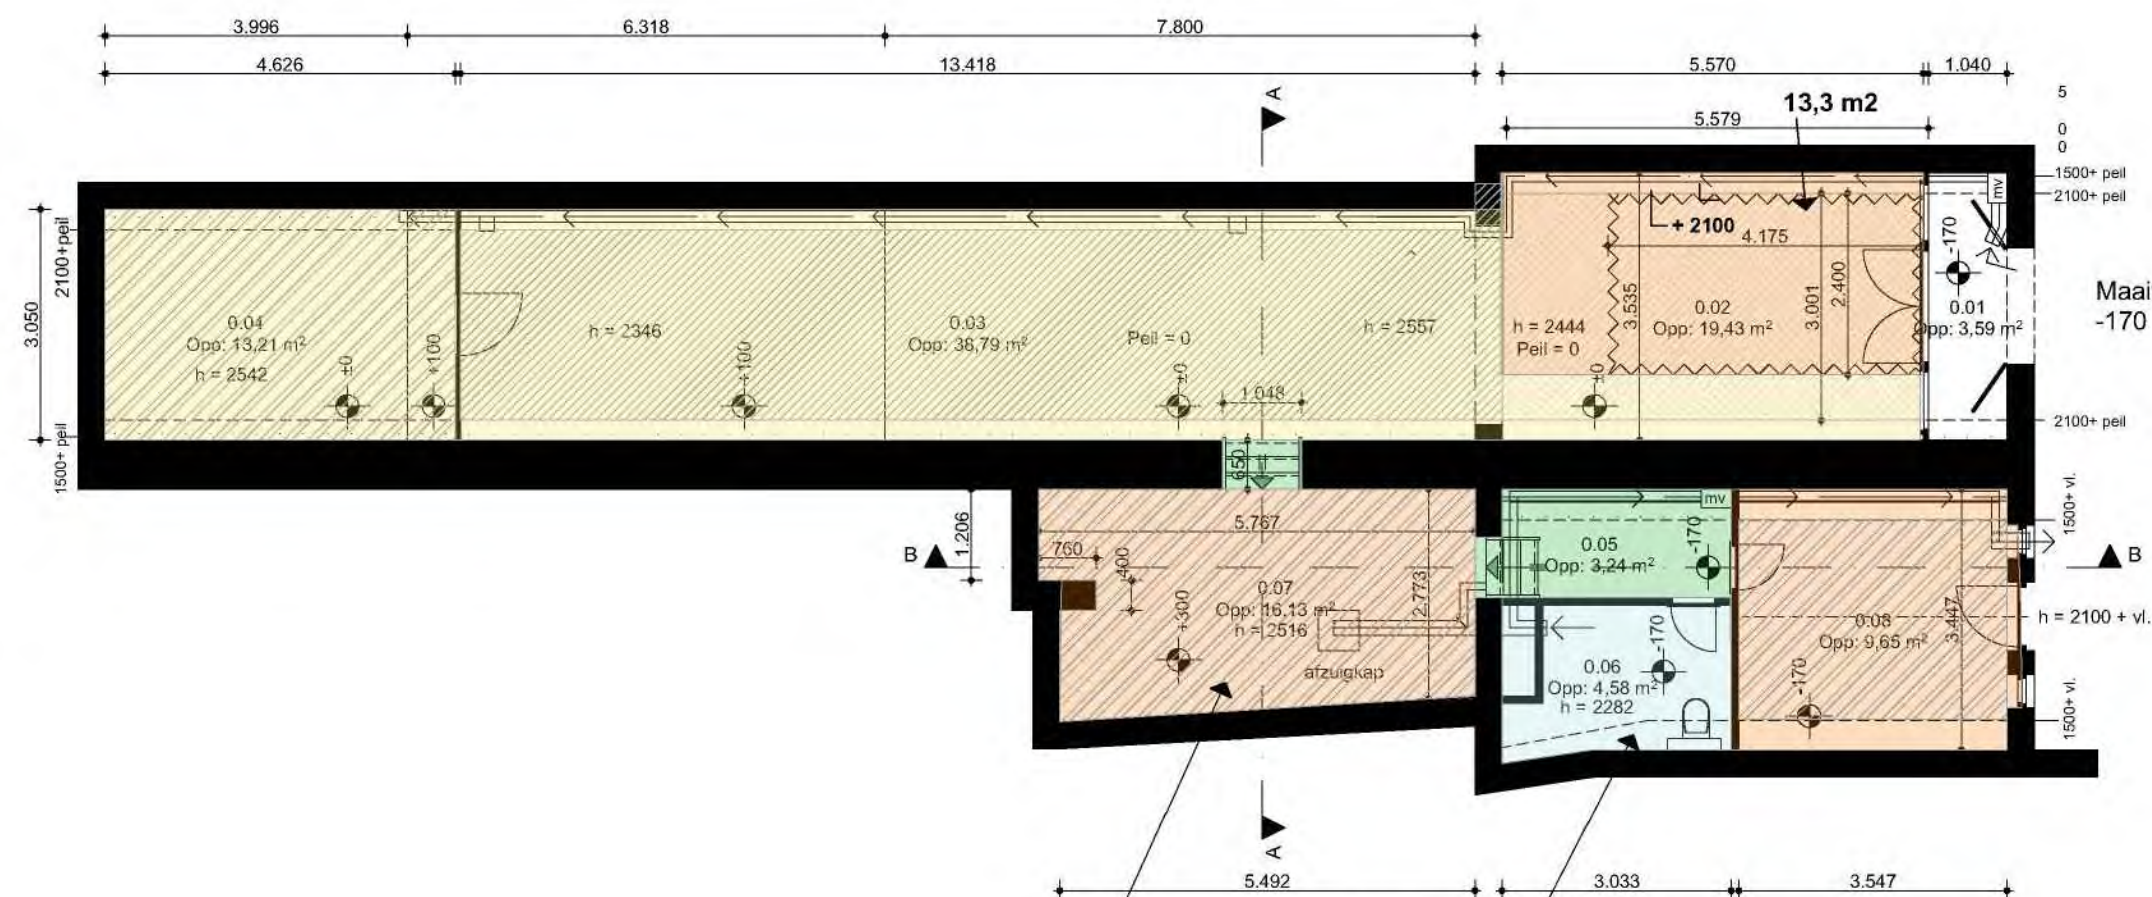 3.996
6.318
7.800
4.626
13.418
5.570
1.040
A
13,3 m2
5.579
5
0
0
1500+ peil
2100+ peil
mv
2100+peil
3.050
1500+ peil
+ 2100
4.175
-170
3.535
3.001
2.400
Maai
-170
0.04
Opp: 13,21 m²
h = 2542
±0
+100
h = 2346
+100
0.03
Opp: 38,79 m²
Peil = 0
h = 2557
±0
1.048
h = 2444
Peil = 0
0.02
Opp: 19,43 m²
±0
0.01
Opp: 3,59 m²
2100+ peil
650
1.206
B
5.767
760
400
2.773
0.07
Opp: 16,13 m²
h = 2516
+300
afzuigkap
mv
0.05
Opp: 3,24 m²
-170
0.06
Opp: 4,58 m²
h = 2282
-170
0.08
Opp: 9,65 m²
3.447
-170
1500+ vl.
B
h = 2100 + vl.
1500+ vl.
A
5.492
3.033
3.547